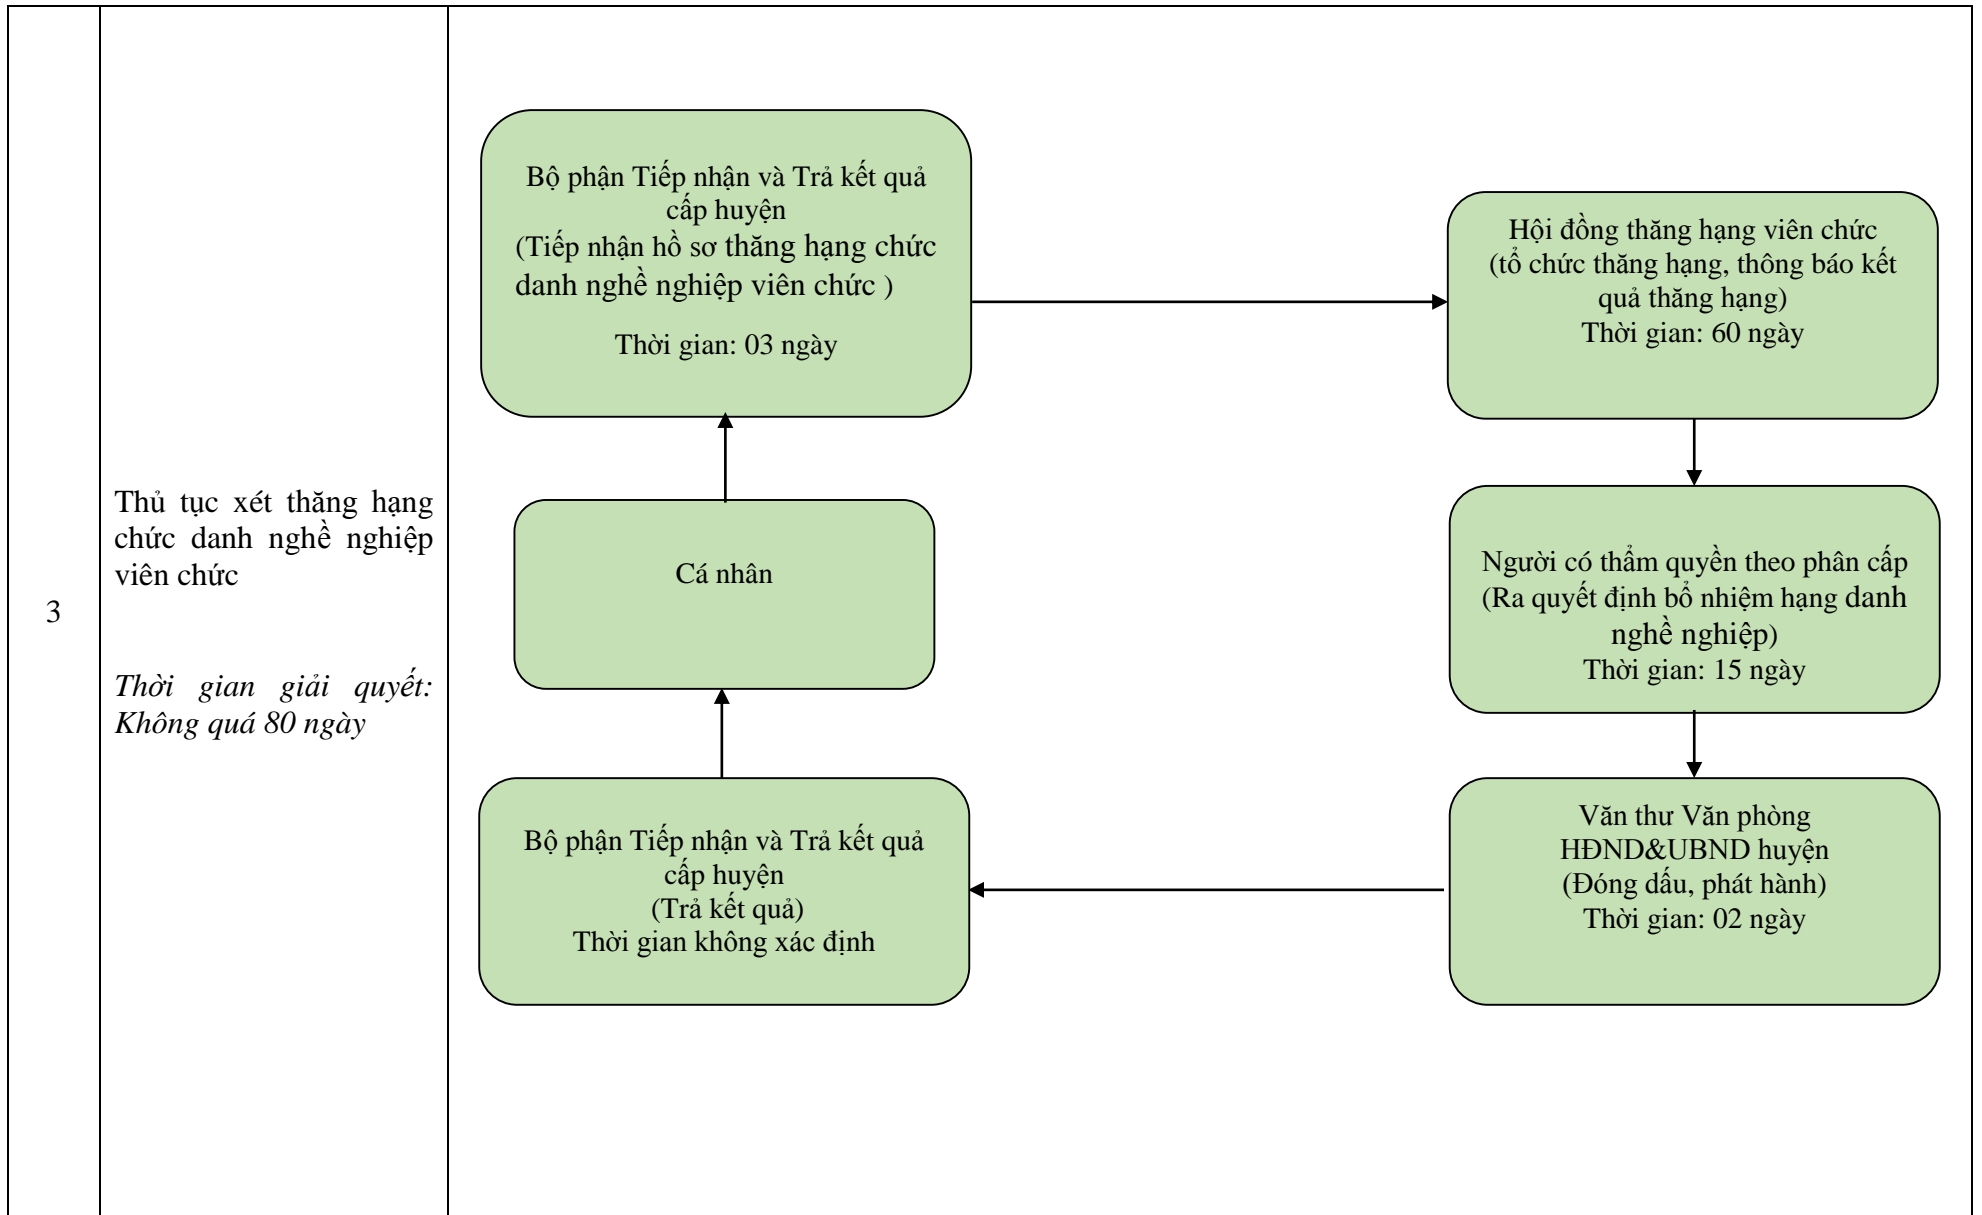 3
Thủ tục xét thăng hạng
chức danh nghề nghiệp
viên chức
Thời gian giải quyết:
Không quá 80 ngày
Bộ phận Tiếp nhận và Trả kết quả
cấp huyện
(Tiếp nhận hồ sơ thăng hạng chức
danh nghề nghiệp viên chức )
Thời gian: 03 ngày
Hội đồng thăng hạng viên chức
(tổ chức thăng hạng, thông báo kết
quả thăng hạng)
Thời gian: 60 ngày
Cá nhân
Người có thẩm quyền theo phân cấp
(Ra quyết định bổ nhiệm hạng danh
nghề nghiệp)
Thời gian: 15 ngày
Bộ phận Tiếp nhận và Trả kết quả
cấp huyện
(Trả kết quả)
Thời gian không xác định
Văn thư Văn phòng
HĐND&UBND huyện
(Đóng dấu, phát hành)
Thời gian: 02 ngày